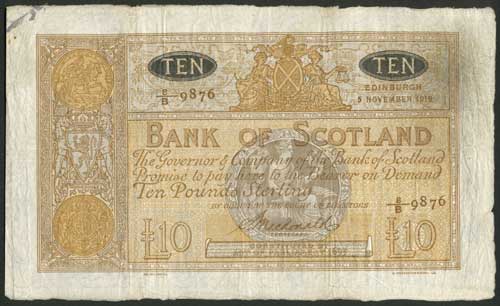 TEN TEN
EDINBURGH
8/B 9876 5 NOVEMBER 1919
BANK OF SCOTLAND
The Governor & Company of the Bank of Scotland
Promise to pay here to the Bearer on Demand
Ten Pounds Sterling
BY ORDER OF THE COURT OF DIRECTORS
8/B 9876
£10 £10